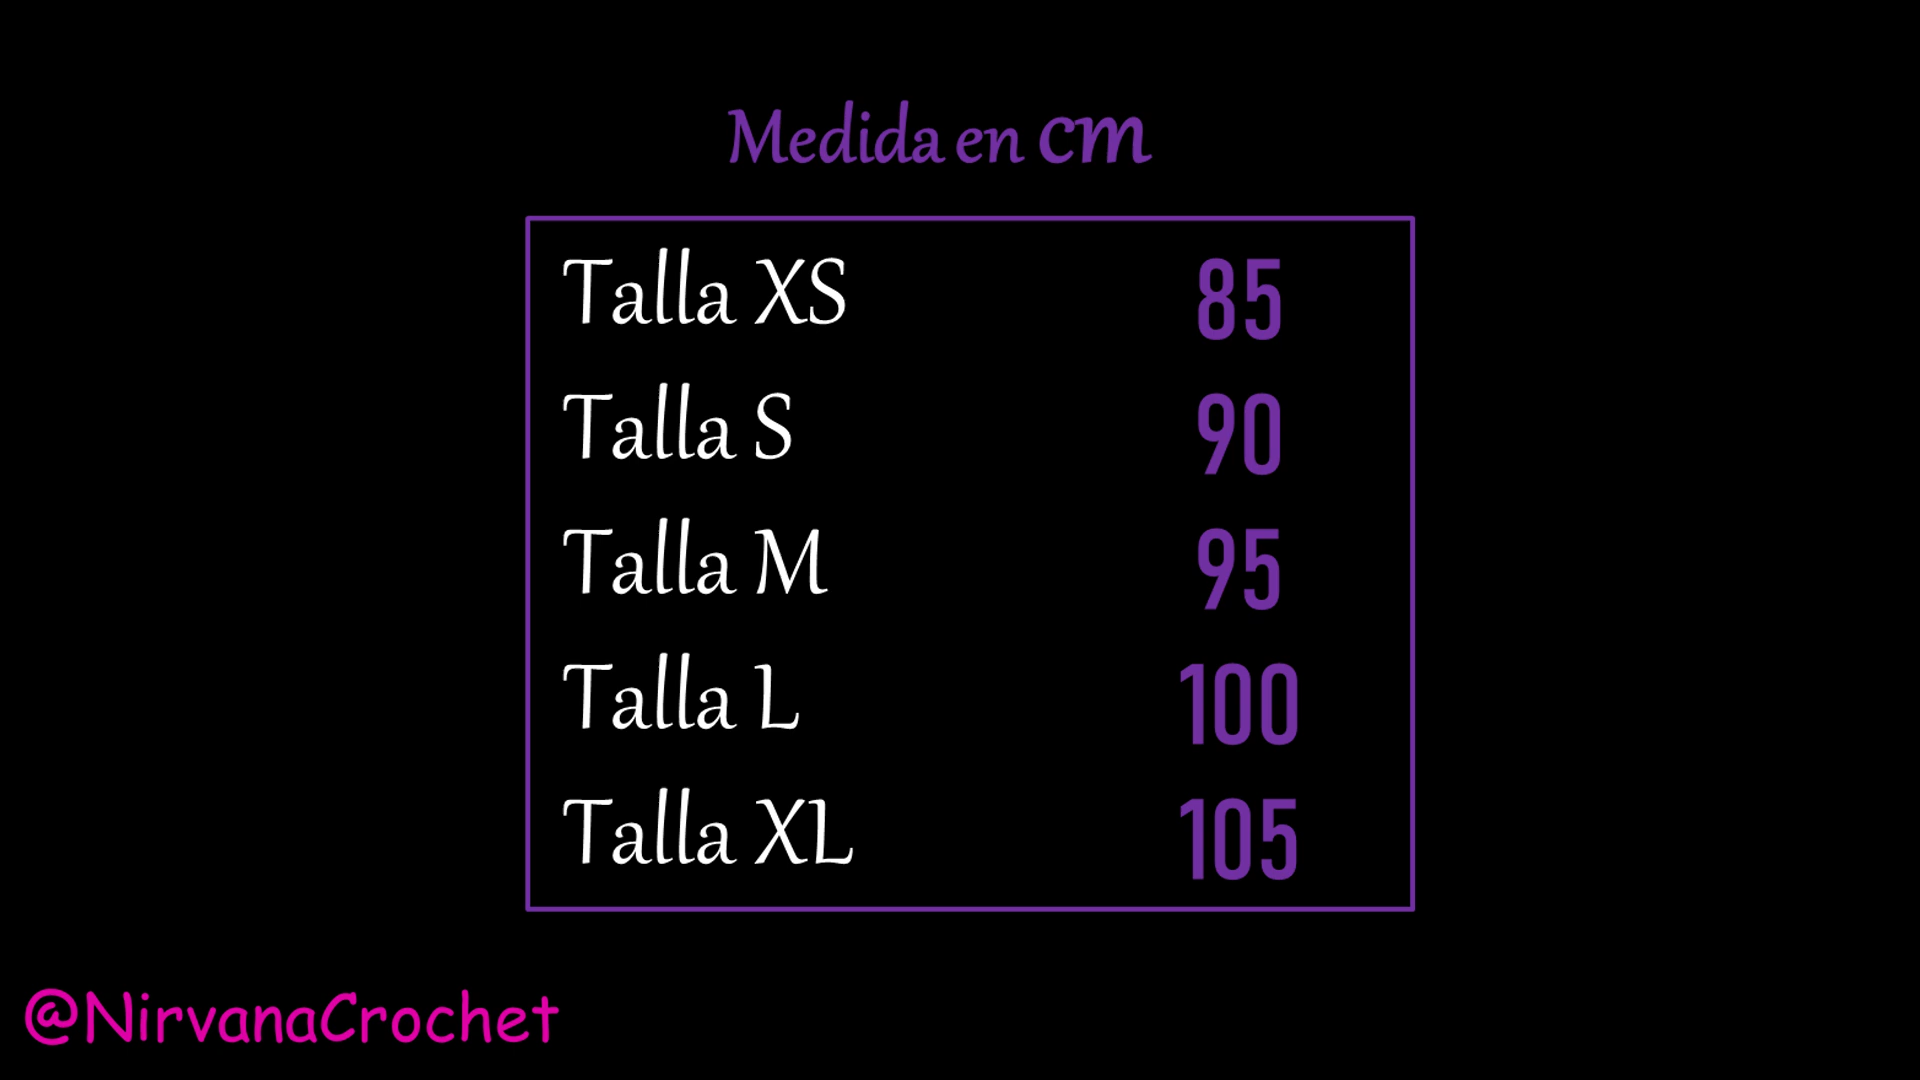 Medida en cm
Talla XS 85
Talla S 90
Talla M 95
Talla L 100
Talla XL 105
@NirvanaCrochet